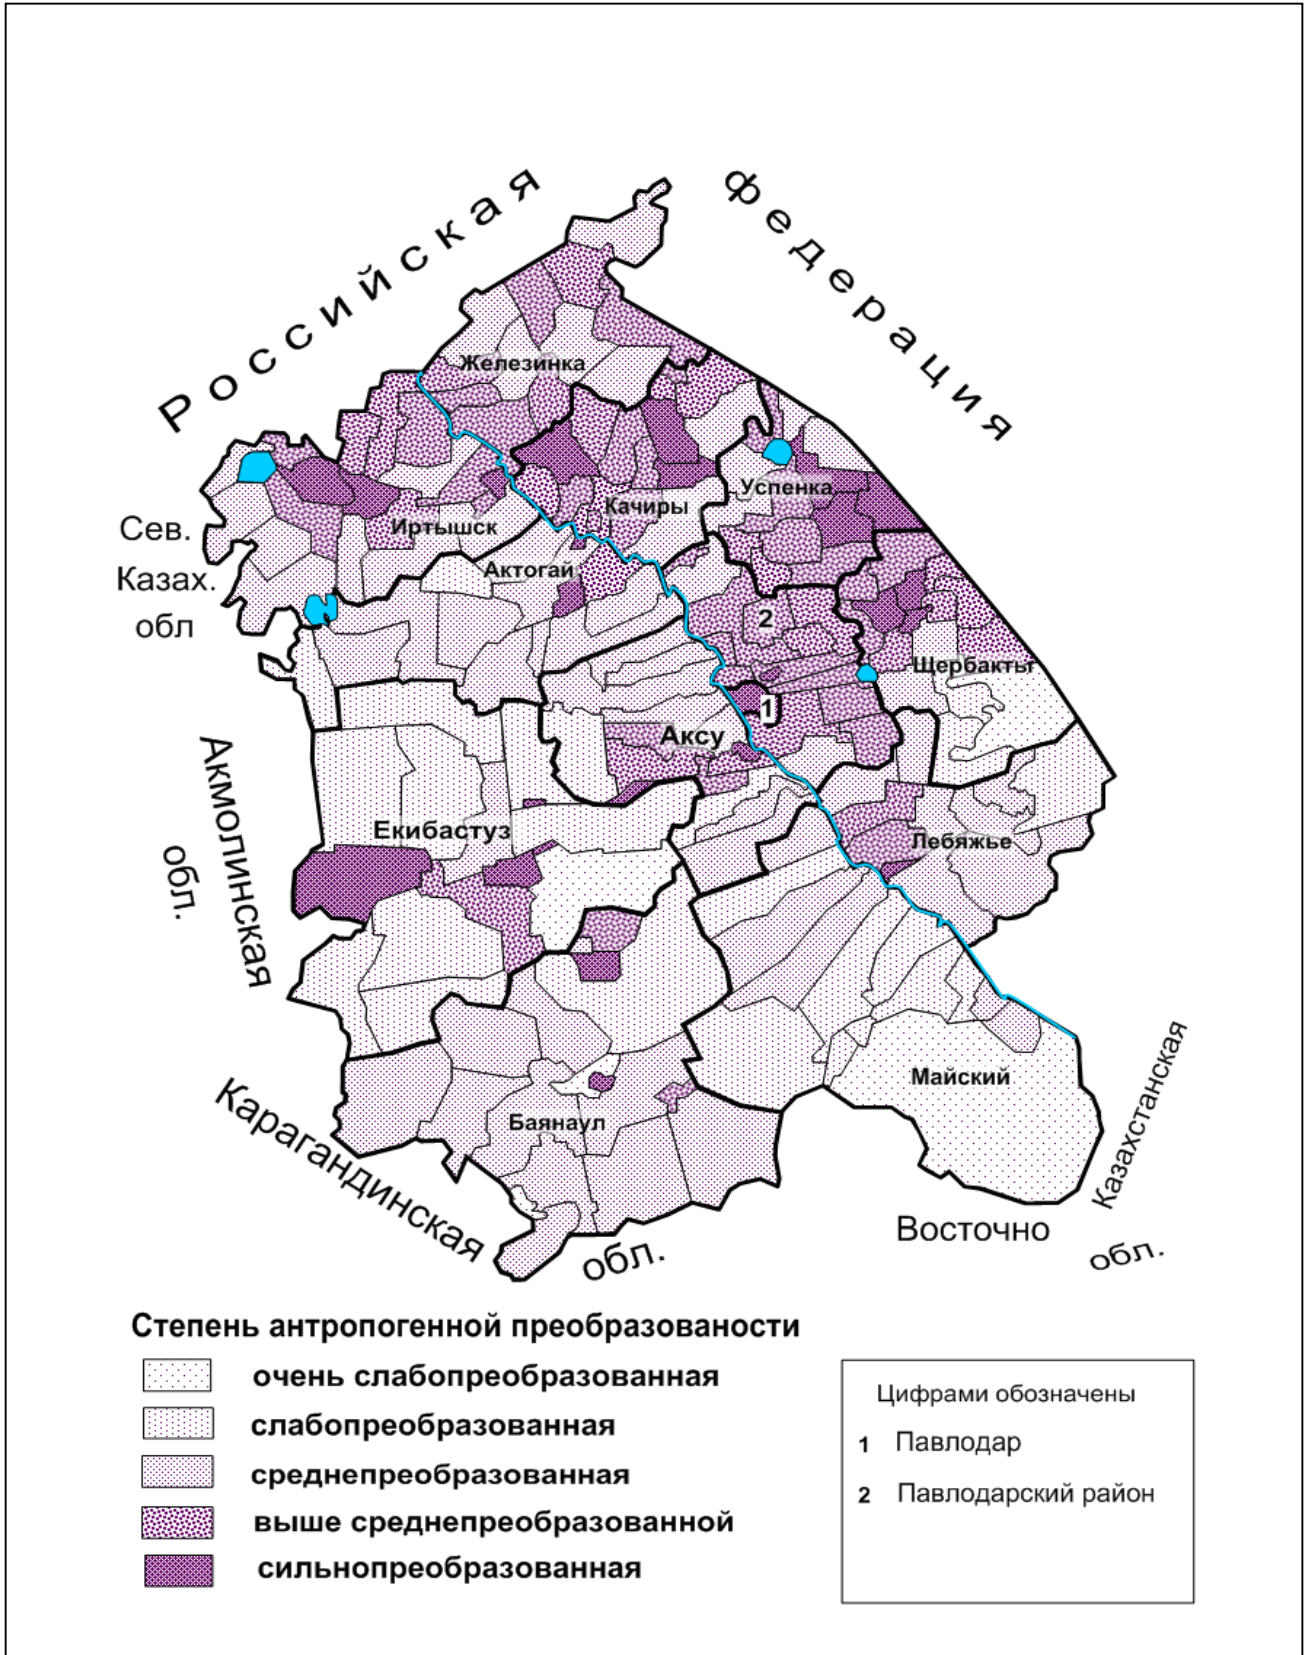 Российская
федерация
Железинка
Успенка
Качиры
Иртышск
Сев.
Казах.
обл
Актогай
2
Щербакты
1
Аксу
Акмолинская
обл.
Екибастуз
Лебяжье
Майский
Баянаул
Карагандинская
обл.
Казахстанская
Восточно
обл.
Степень антропогенной преобразованости
очень слабопреобразованная
слабопреобразованная
среднепреобразованная
выше среднепреобразованной
сильнопреобразованная
Цифрами обозначены
1 Павлодар
2 Павлодарский район